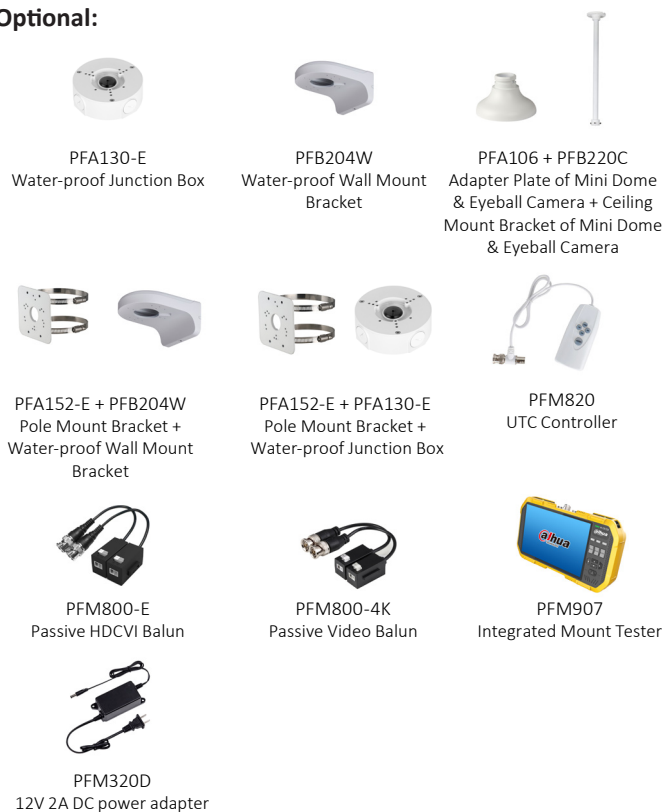 Optional:
PFA130-E
Water-proof Junction Box
PFB204W
Water-proof Wall Mount
Bracket
PFA106 + PFB220C
Adapter Plate of Mini Dome
& Eyeball Camera + Ceiling
Mount Bracket of Mini Dome
& Eyeball Camera
PFA152-E + PFB204W
Pole Mount Bracket +
Water-proof Wall Mount
Bracket
PFA152-E + PFA130-E
Pole Mount Bracket +
Water-proof Junction Box
PFM820
UTC Controller
PFM800-E
Passive HDCVI Balun
PFM800-4K
Passive Video Balun
alhua
PFM907
Integrated Mount Tester
PFM320D
12V 2A DC power adapter